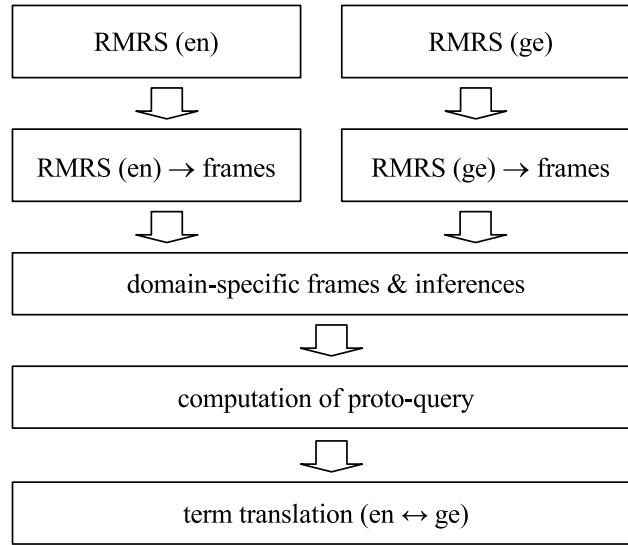 RMRS (en)
RMRS (ge)
RMRS (en) → frames
RMRS (ge) → frames
domain-specific frames & inferences
computation of proto-query
term translation (en ↔ ge)